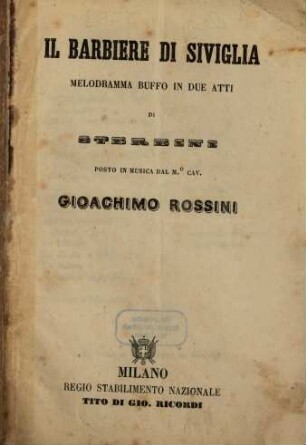 IL BARBIERE DI SIVIGLIA
MELODRAMMA BUFFO IN DUE ATTI
DI
STERBINI
POSTO IN MUSICA DAL M.º CAV.
GIOACHIMO ROSSINI
MILANO
REGIO STABILIMENTO NAZIONALE
TITO DI GIO. RICORDI